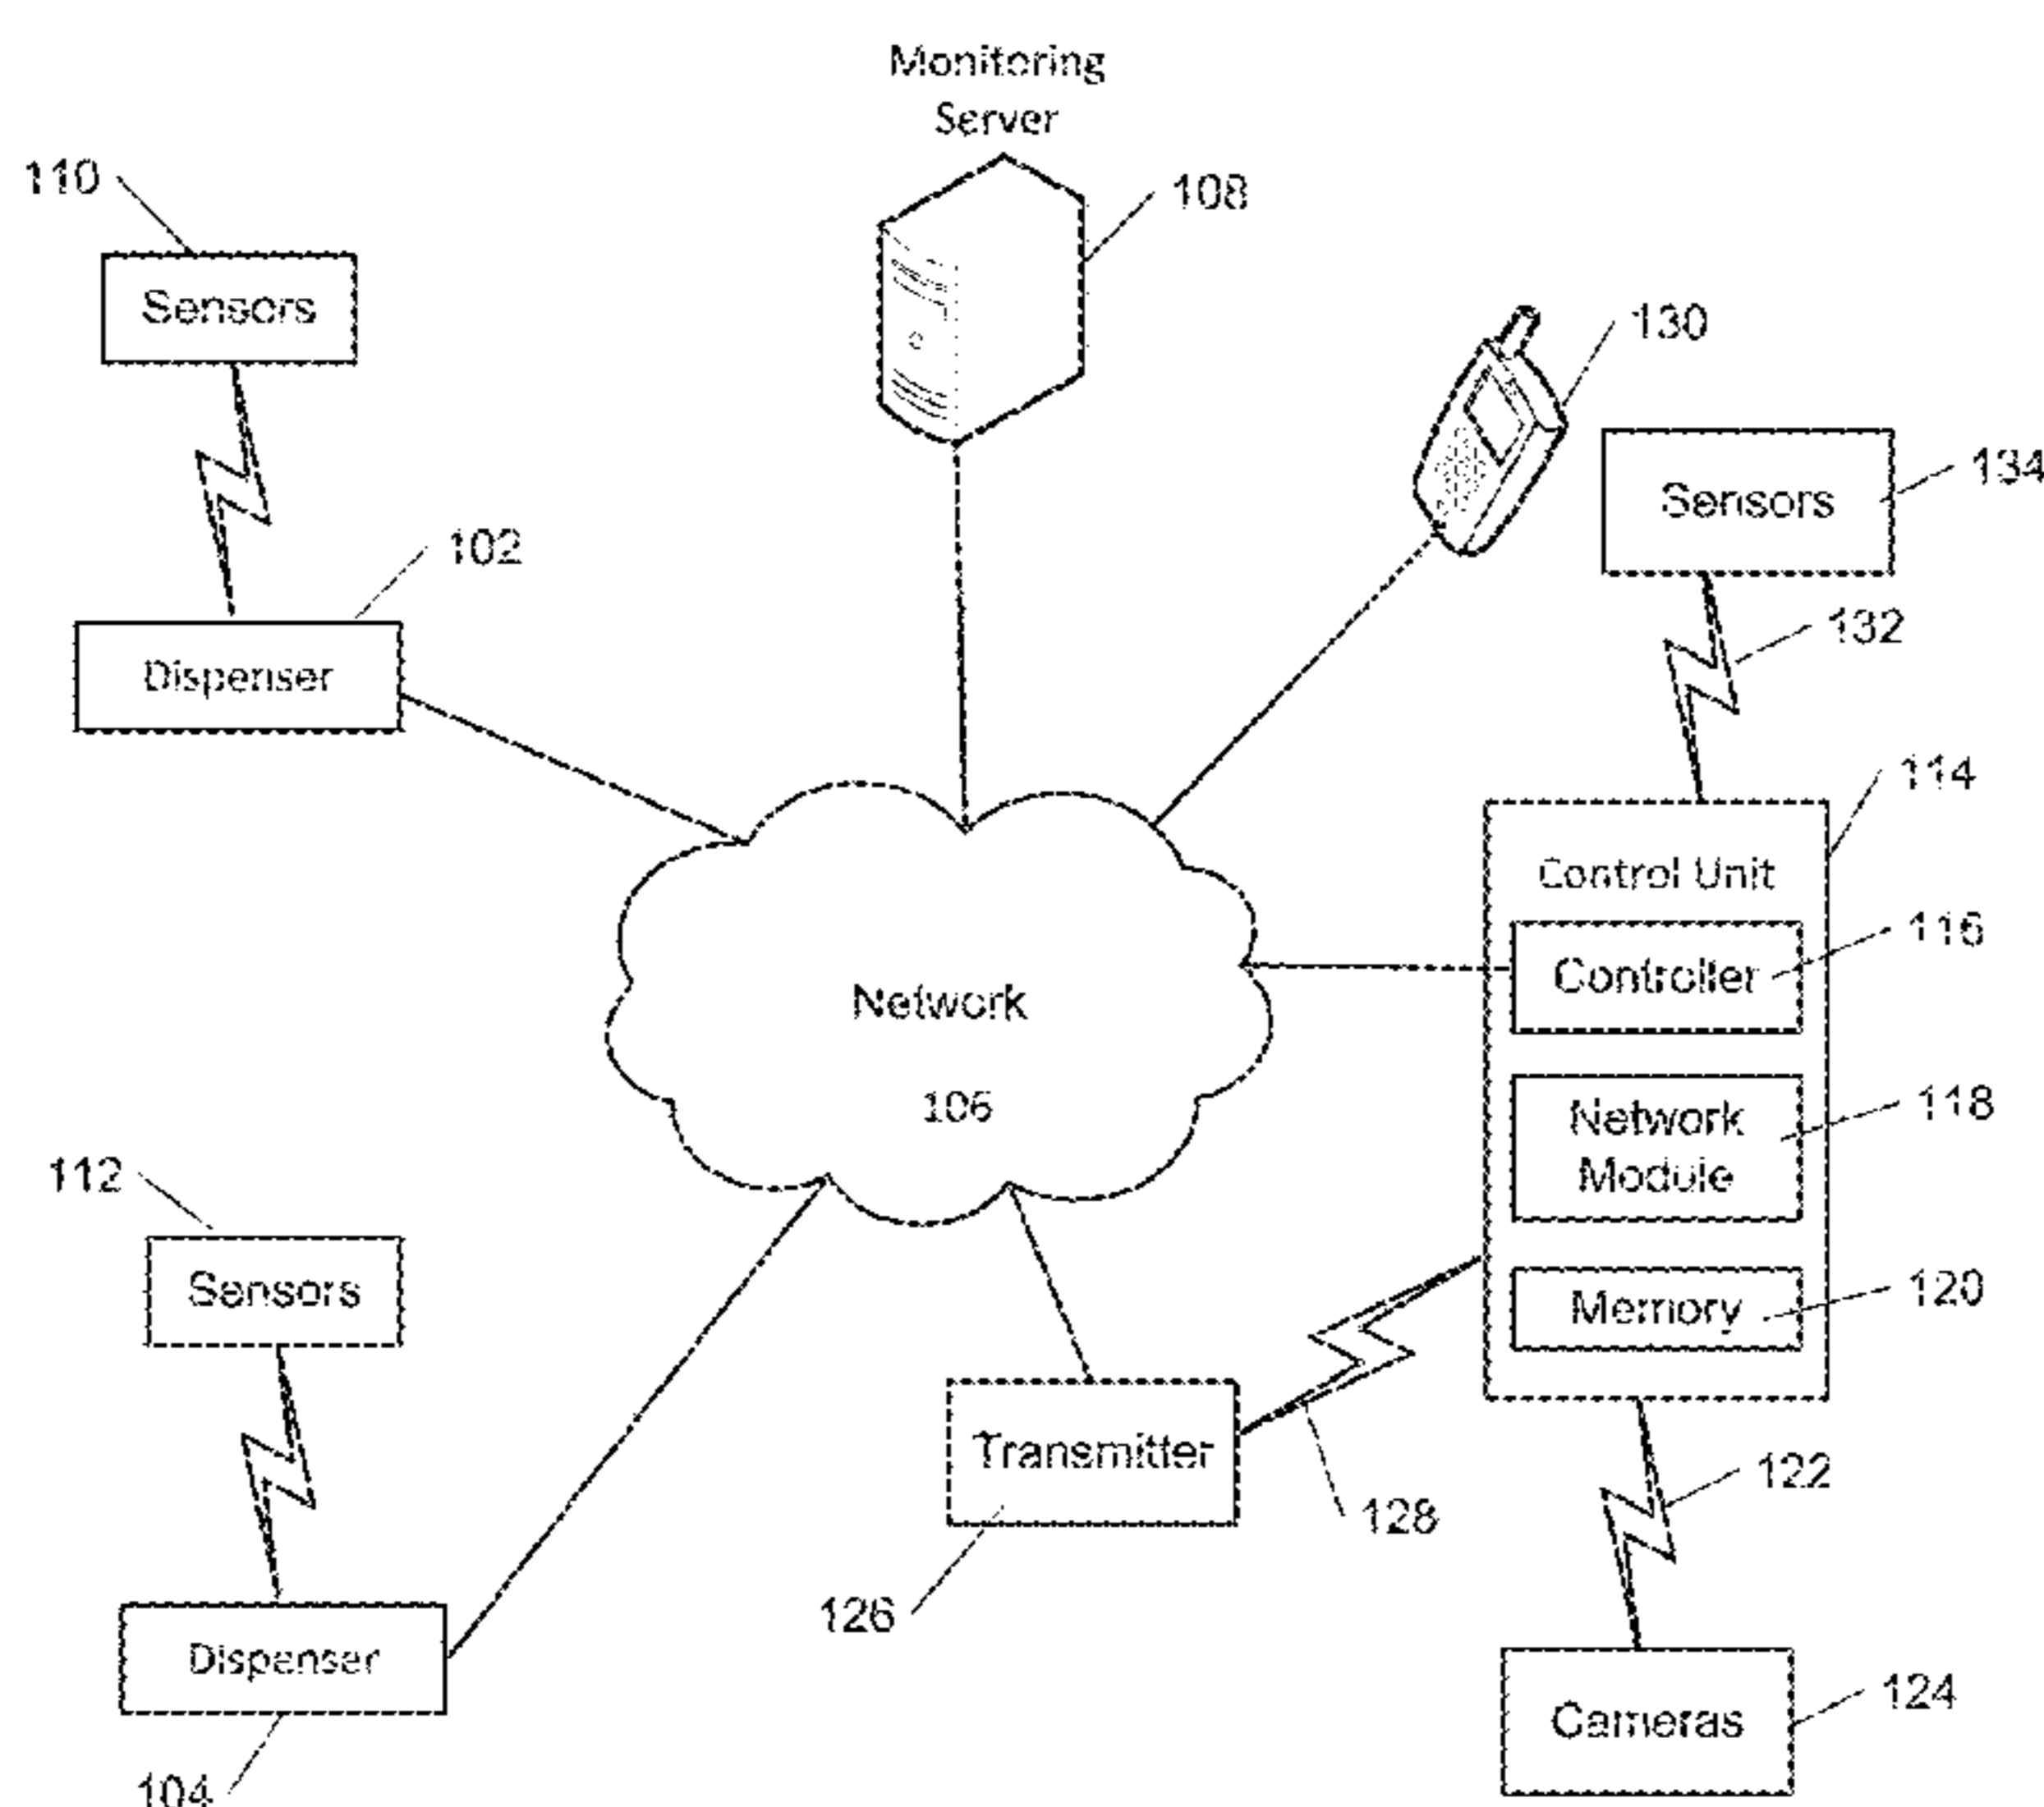 Monitoring
Server
110
108
Sensors
130
134
Sensors
102
132
Dispenser
114
Control Unit
116
Controller
Network
118
Network
Module
106
112
Sensors
120
Memory
Transmitter
122
128
126
Dispenser
124
Cameras
104